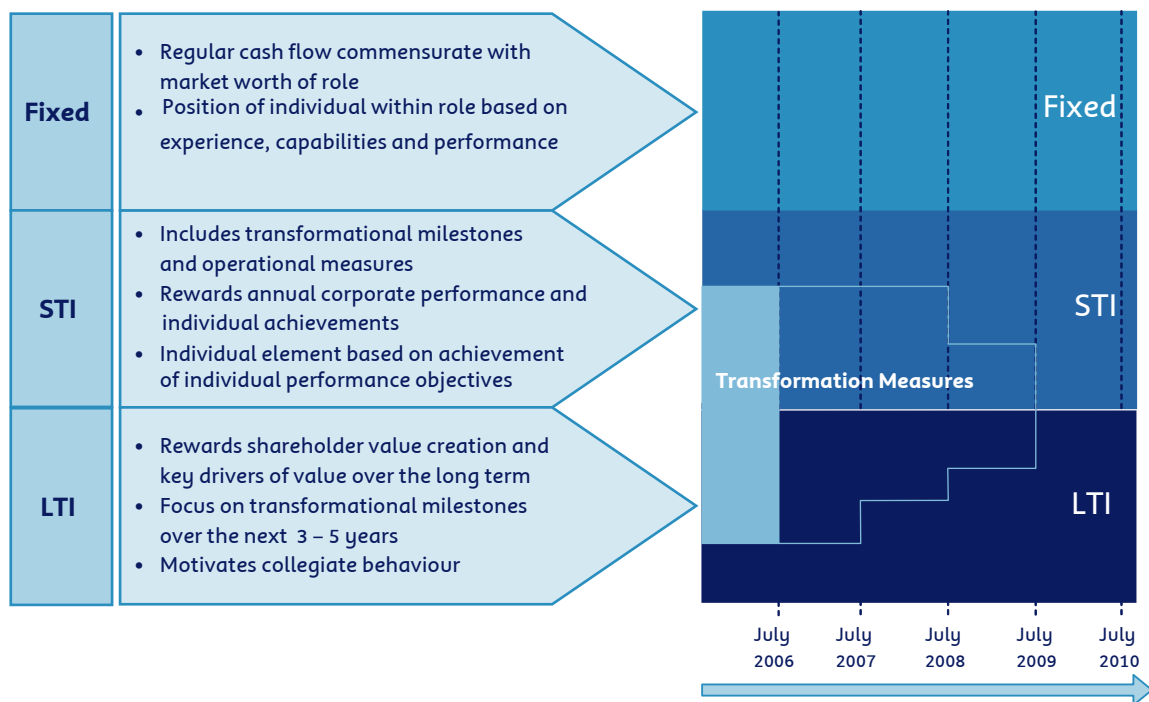 Fixed
• Regular cash flow commensurate with
market worth of role
• Position of individual within role based on
experience, capabilities and performance
STI
• Includes transformational milestones
and operational measures
• Rewards annual corporate performance and
individual achievements
• Individual element based on achievement
of individual performance objectives
LTI
• Rewards shareholder value creation and
key drivers of value over the long term
• Focus on transformational milestones
over the next 3 – 5 years
• Motivates collegiate behaviour
Fixed
STI
Transformation Measures
LTI
July
2006
July
2007
July
2008
July
2009
July
2010